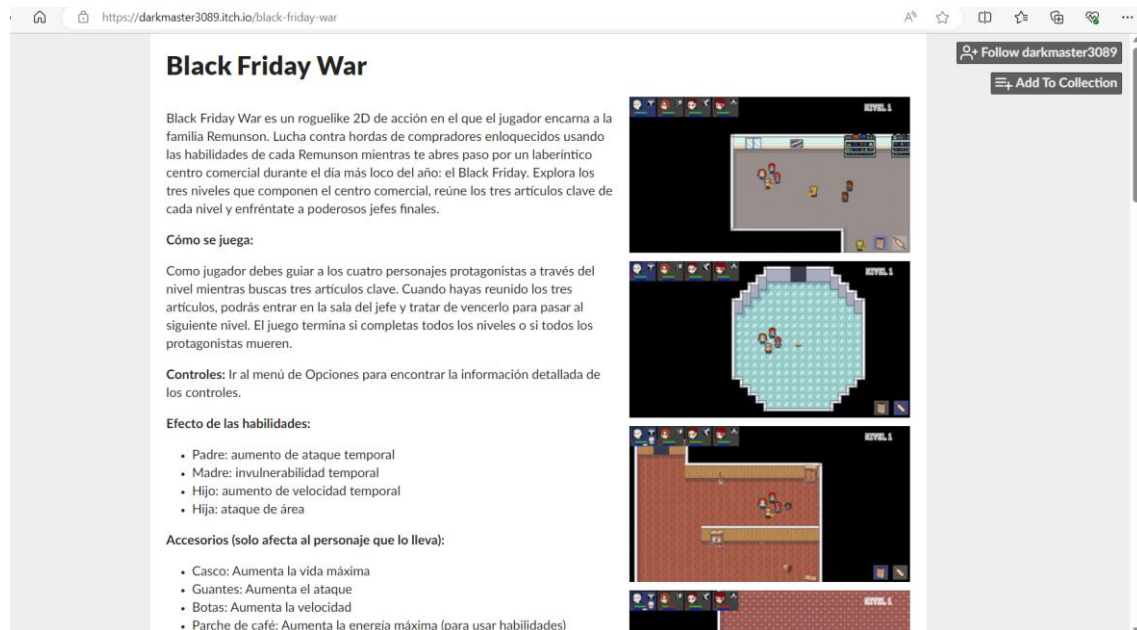 https://darkmaster3089.itch.io/black-friday-war
Follow darkmaster3089
Add To Collection
Black Friday War
Black Friday War es un roguelike 2D de acción en el que el jugador encarna a la
familia Remunson. Lucha contra hordas de compradores enloquecidos usando
las habilidades de cada Remunson mientras te abres paso por un laberíntico
centro comercial durante el día más loco del año: el Black Friday. Explora los
tres niveles que componen el centro comercial, reúne los tres artículos clave de
cada nivel y enfréntate a poderosos jefes finales.
Cómo se juega:
Como jugador debes guiar a los cuatro personajes protagonistas a través del
nivel mientras buscas tres artículos clave. Cuando hayas reunido los tres
artículos, podrás entrar en la sala del jefe y tratar de vencerlo para pasar al
siguiente nivel. El juego termina si completas todos los niveles o si todos los
protagonistas mueren.
Controles: Ir al menú de Opciones para encontrar la información detallada de
los controles.
Efecto de las habilidades:
• Padre: aumento de ataque temporal
• Madre: invulnerabilidad temporal
• Hijo: aumento de velocidad temporal
• Hija: ataque de área
Accesorios (solo afecta al personaje que lo lleva):
• Casco: Aumenta la vida máxima
• Guantes: Aumenta el ataque
• Botas: Aumenta la velocidad
• Parche de café: Aumenta la energía máxima (para usar habilidades)
NIVEL 1
NIVEL 1
NIVEL 1
NIVEL 1